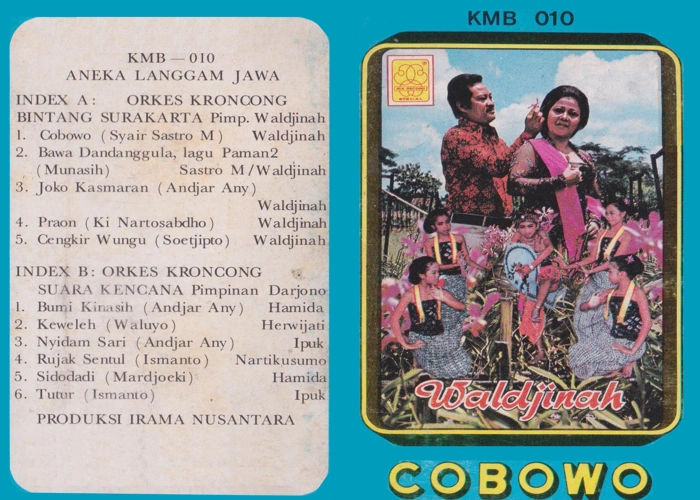 KMB — 010
ANEKA LANGGAM JAWA
INDEX A : ORKES KRONCONG
BINTANG SURAKARTA Pimp. Waldjinah
1. Cobowo (Syair Sastro M) Waldjinah
2. Bawa Dandanggula, lagu Paman2
(Munasih) Sastro M/Waldjinah
3. Joko Kasmaran (Andjar Any)
Waldjinah
4. Praon (Ki Nartosabdho) Waldjinah
5. Cengkir Wungu (Soetjipto) Waldjinah
INDEX B : ORKES KRONCONG
SUARA KENCANA Pimpinan Darjono
1. Bumi Kinasih (Andjar Any) Hamida
2. Keweleh (Waluyo) Herwijati
3. Nyidam Sari (Andjar Any) Ipuk
4. Rujak Sentul (Ismanto) Nartikusumo
5. Sidodadi (Mardjoeki) Hamida
6. Tutur (Ismanto) Ipuk
PRODUKSI IRAMA NUSANTARA
KMB 010
SPECIAL
Waldjinah
COBOWO